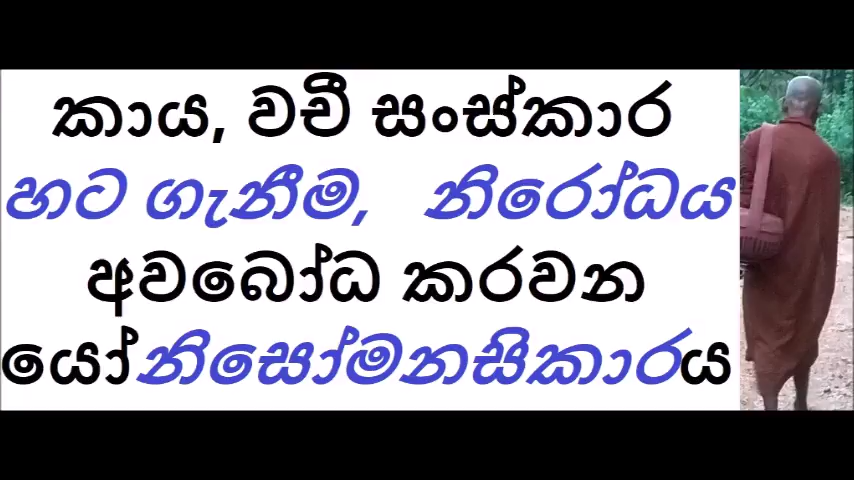 කාය, වචී සංස්කාර
හට ගැනීම, නිරෝධය
අවබෝධ කරවන
යෝනිසෝමනසිකාරය